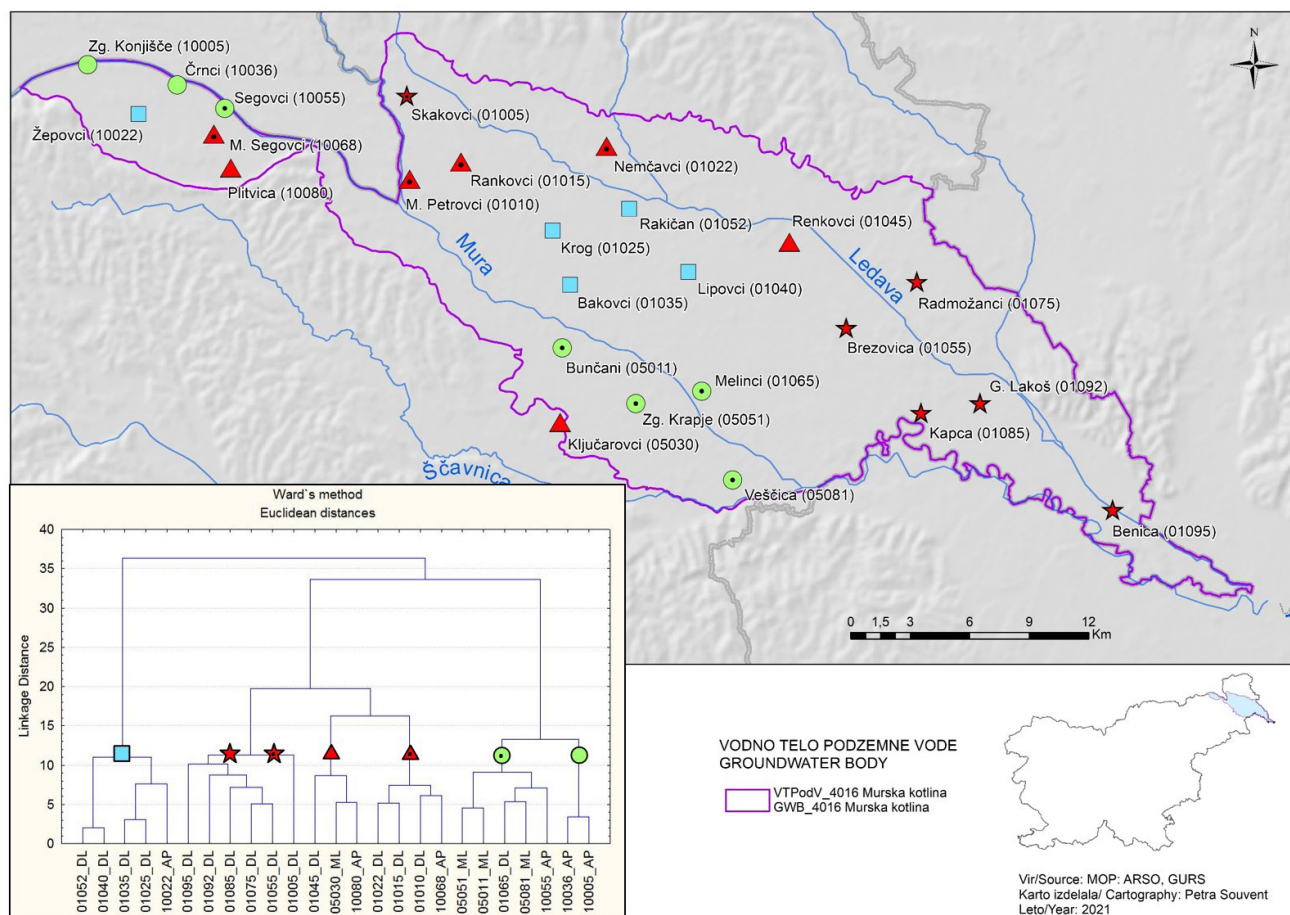 N
Zg. Konjišče (10005)
Črnci (10036)
Segovci (10055)
Žepovci (10022)
M. Segovci (10068)
Plitvica (10080)
Skakovci (01005)
Nemčavci (01022)
Rankovci (01015)
M. Petrovci (01010)
Rakičan (01052)
Renkovci (01045)
Krog (01025)
Mura
Ledava
Lipovci (01040)
Radmožanci (01075)
Bakovci (01035)
Brezovica (01055)
Bunčani (05011)
Melinci (01065)
G. Lakoš (01092)
Zg. Krapje (05051)
Kapca (01085)
Ključarovci (05030)
Ščavnica
Veščica (05081)
Benica (01095)
0 1,5 3 6 9 12
Km
Ward`s method
Euclidean distances
Linkage Distance
40
35
30
25
20
15
10
5
0
01052_DL
01040_DL
01035_DL
01025_DL
10022_AP
01095_DL
01092_DL
01085_DL
01075_DL
01055_DL
01005_DL
01045_DL
05030_ML
10080_AP
01022_DL
01015_DL
01010_DL
10068_AP
05051_ML
05011_ML
01065_DL
05081_ML
10055_AP
10036_AP
10005_AP
VODNO TELO PODZEMNE VODE
GROUNDWATER BODY
VTPodV_4016 Murska kotlina
GWB_4016 Murska kotlina
Vir/Source: MOP: ARSO, GURS
Karto izdelala/ Cartography: Petra Souvent
Leto/Year: 2021